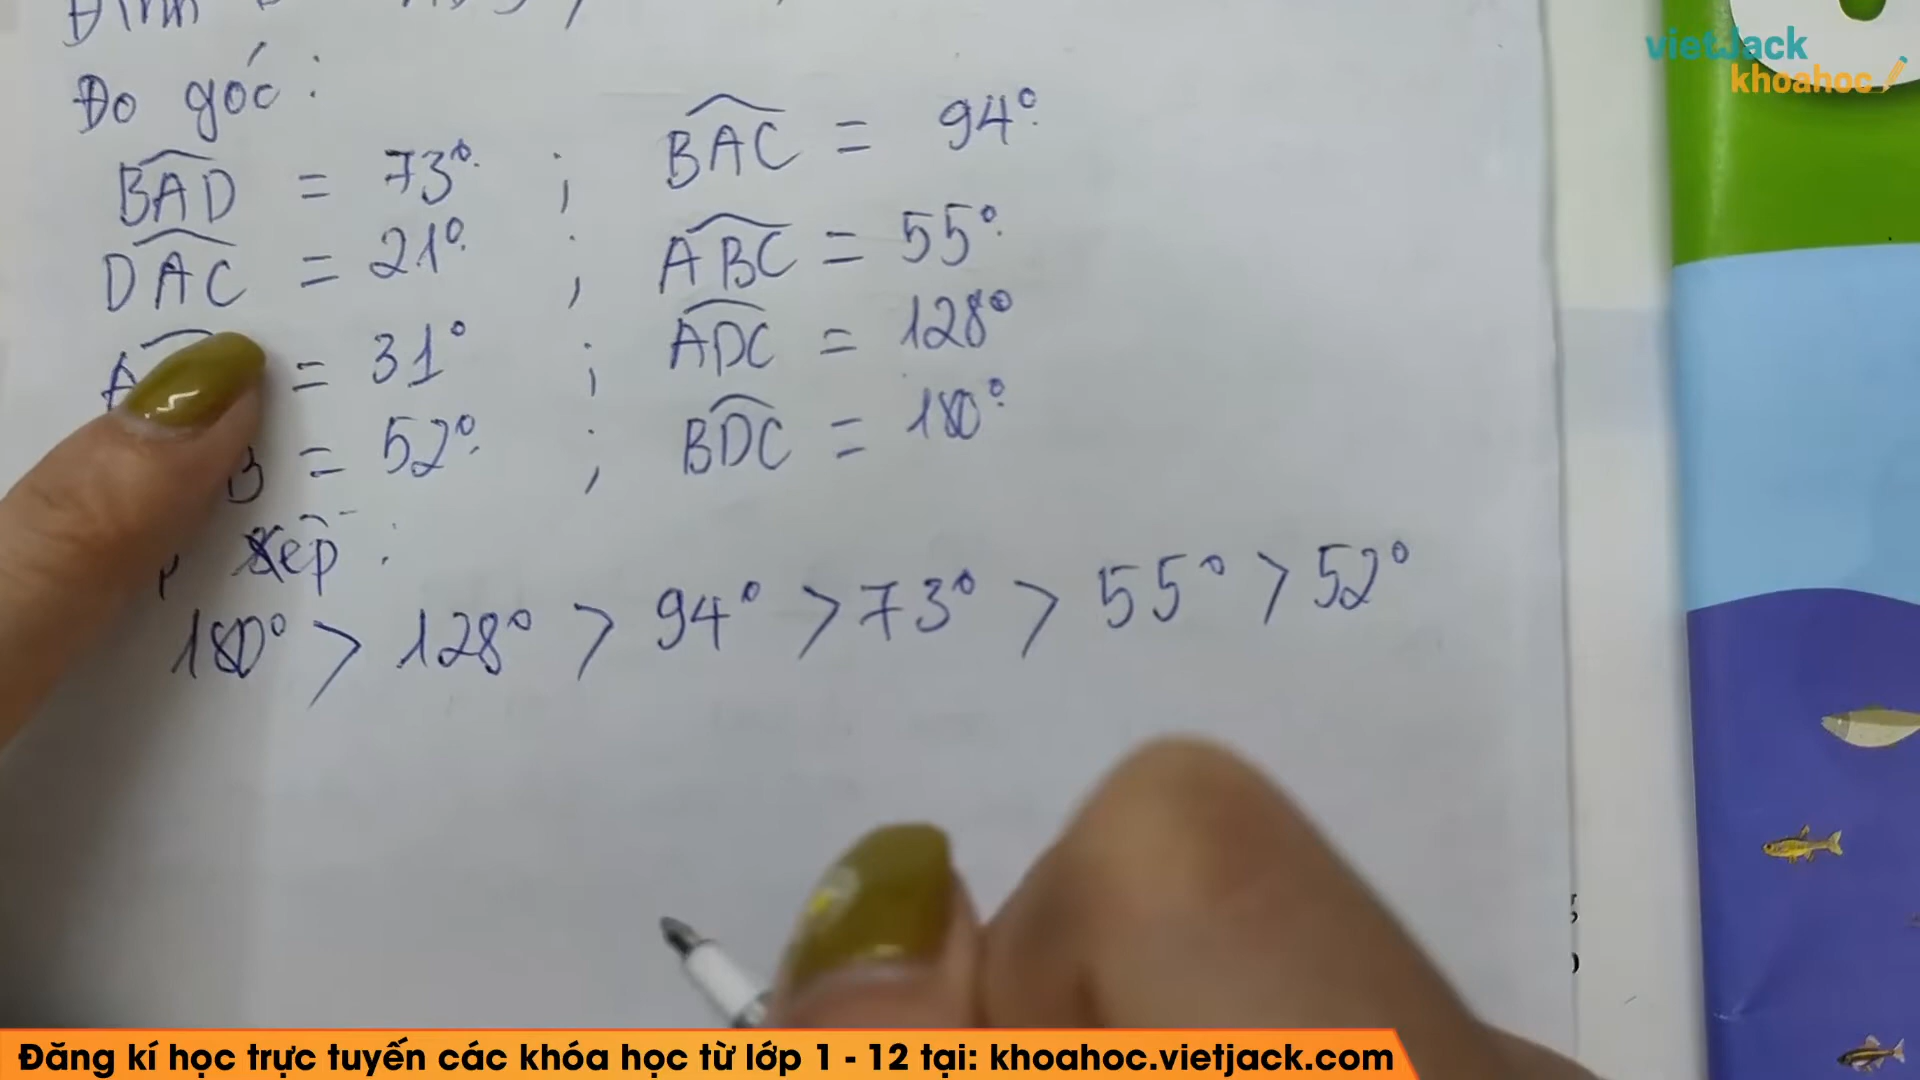 vietJack
khoahoc
Đo góc:
BAD = 73° ; BAC = 94°
DAC = 21° ; ABC = 55°
= 31° ; ADC = 128°
= 52° ; BDC = 180°
xếp:
180° > 128° > 94° > 73° > 55° > 52°
Đăng kí học trực tuyến các khóa học từ lớp 1 - 12 tại: khoahoc.vietjack.com